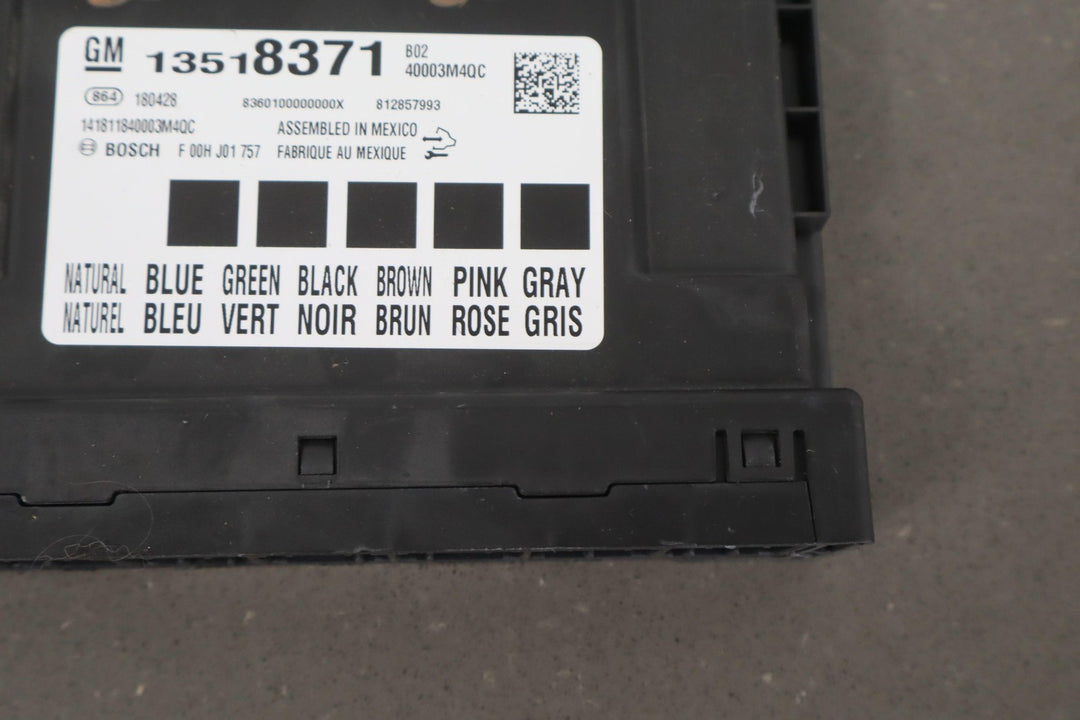 GM 13518371 B02
40003M4QC
864 180428 8360100000000X 812857993
141811840003M4QC ASSEMBLED IN MEXICO
BOSCH F 00H J01 757 FABRIQUE AU MEXIQUE
NATURAL BLUE GREEN BLACK BROWN PINK GRAY
NATUREL BLEU VERT NOIR BRUN ROSE GRIS